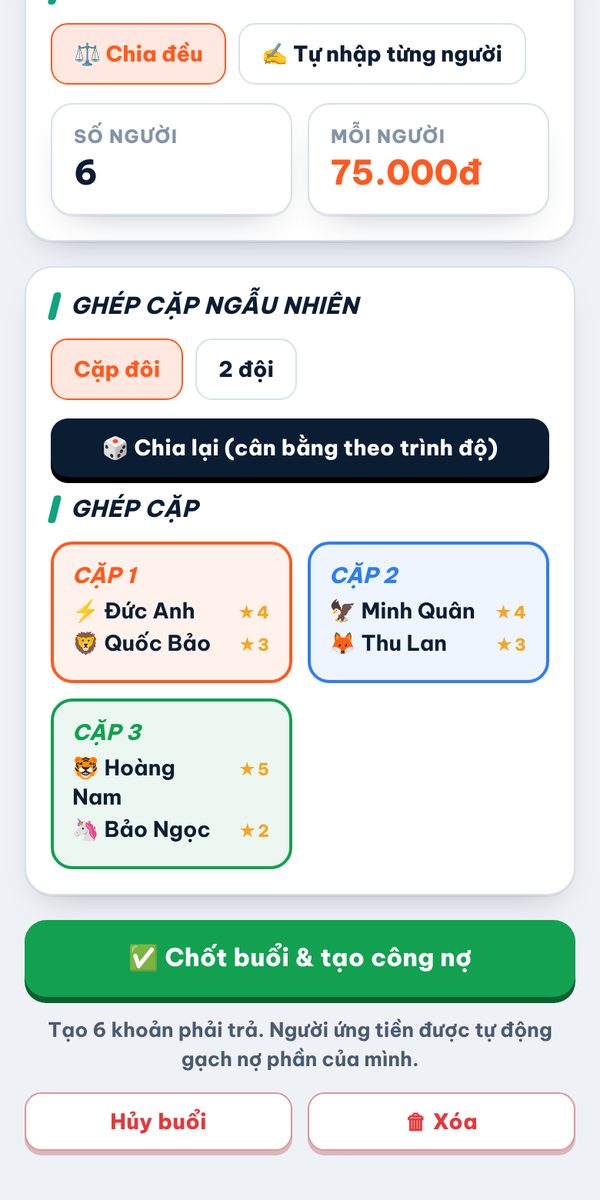 ⚖️ Chia đều
✍️ Tự nhập từng người
SỐ NGƯỜI
6
MỖI NGƯỜI
75.000đ
GHÉP CẶP NGẪU NHIÊN
Cặp đôi
2 đội
🎲 Chia lại (cân bằng theo trình độ)
GHÉP CẶP
CẶP 1
⚡ Đức Anh ★ 4
🦁 Quốc Bảo ★ 3
CẶP 2
🦅 Minh Quân ★ 4
🦊 Thu Lan ★ 3
CẶP 3
🐯 Hoàng ★ 5
Nam
🦄 Bảo Ngọc ★ 2
✅ Chốt buổi & tạo công nợ
Tạo 6 khoản phải trả. Người ứng tiền được tự động
gạch nợ phần của mình.
Hủy buổi
🗑 Xóa